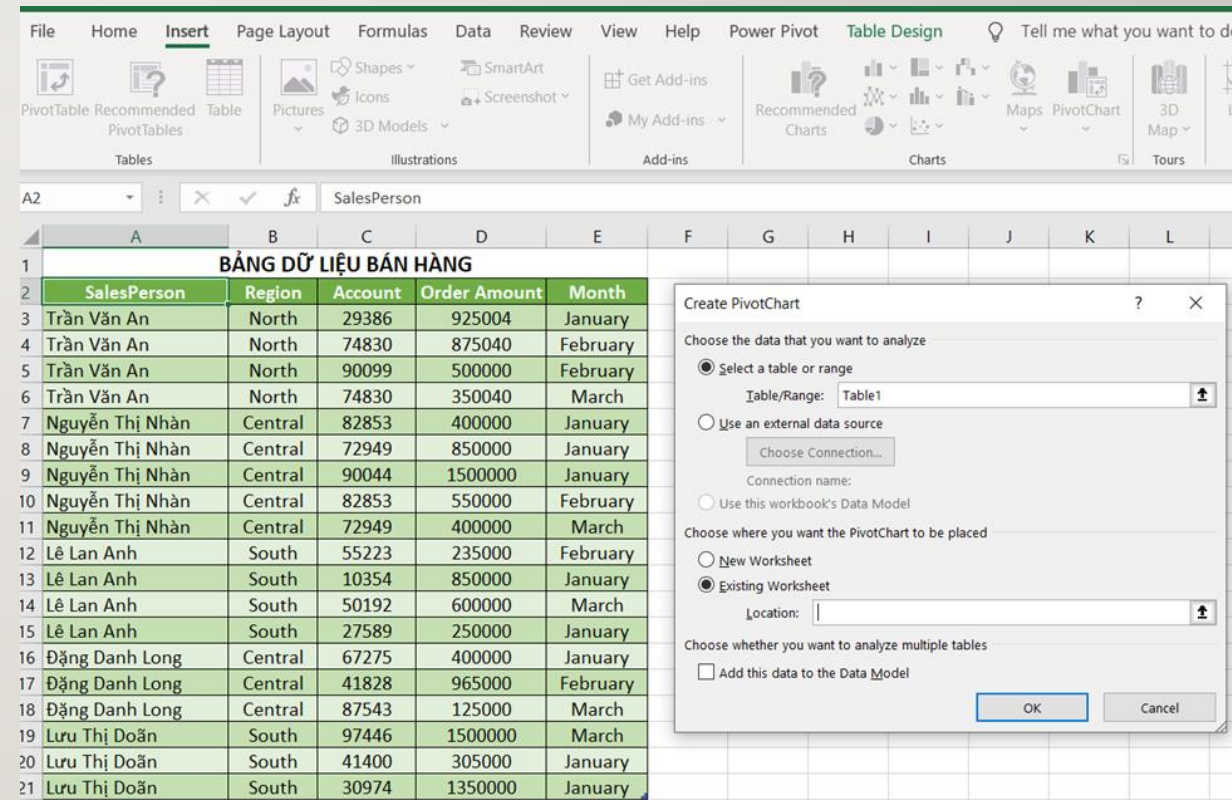 File Home Insert Page Layout Formulas Data Review View Help Power Pivot Table Design Tell me what you want to do
PivotTable Recommended PivotTables Table
Tables
Pictures Shapes Icons 3D Models SmartArt Screenshot
Illustrations
Get Add-ins
My Add-ins
Add-ins
Recommended Charts Maps PivotChart
Charts
3D Map
Tours
A2 fx SalesPerson
A B C D E F G H I J K L
1 BẢNG DỮ LIỆU BÁN HÀNG
2 SalesPerson Region Account Order Amount Month
3 Trần Văn An North 29386 925004 January
4 Trần Văn An North 74830 875040 February
5 Trần Văn An North 90099 500000 February
6 Trần Văn An North 74830 350040 March
7 Nguyễn Thị Nhàn Central 82853 400000 January
8 Nguyễn Thị Nhàn Central 72949 850000 January
9 Nguyễn Thị Nhàn Central 90044 1500000 January
10 Nguyễn Thị Nhàn Central 82853 550000 February
11 Nguyễn Thị Nhàn Central 72949 400000 March
12 Lê Lan Anh South 55223 235000 February
13 Lê Lan Anh South 10354 850000 January
14 Lê Lan Anh South 50192 600000 March
15 Lê Lan Anh South 27589 250000 January
16 Đặng Danh Long Central 67275 400000 January
17 Đặng Danh Long Central 41828 965000 February
18 Đặng Danh Long Central 87543 125000 March
19 Lưu Thị Doãn South 97446 1500000 March
20 Lưu Thị Doãn South 41400 305000 January
21 Lưu Thị Doãn South 30974 1350000 January
Create PivotChart ?
Choose the data that you want to analyze
Select a table or range
Table/Range: Table1
Use an external data source
Choose Connection...
Connection name:
Use this workbook's Data Model
Choose where you want the PivotChart to be placed
New Worksheet
Existing Worksheet
Location:
Choose whether you want to analyze multiple tables
Add this data to the Data Model
OK Cancel